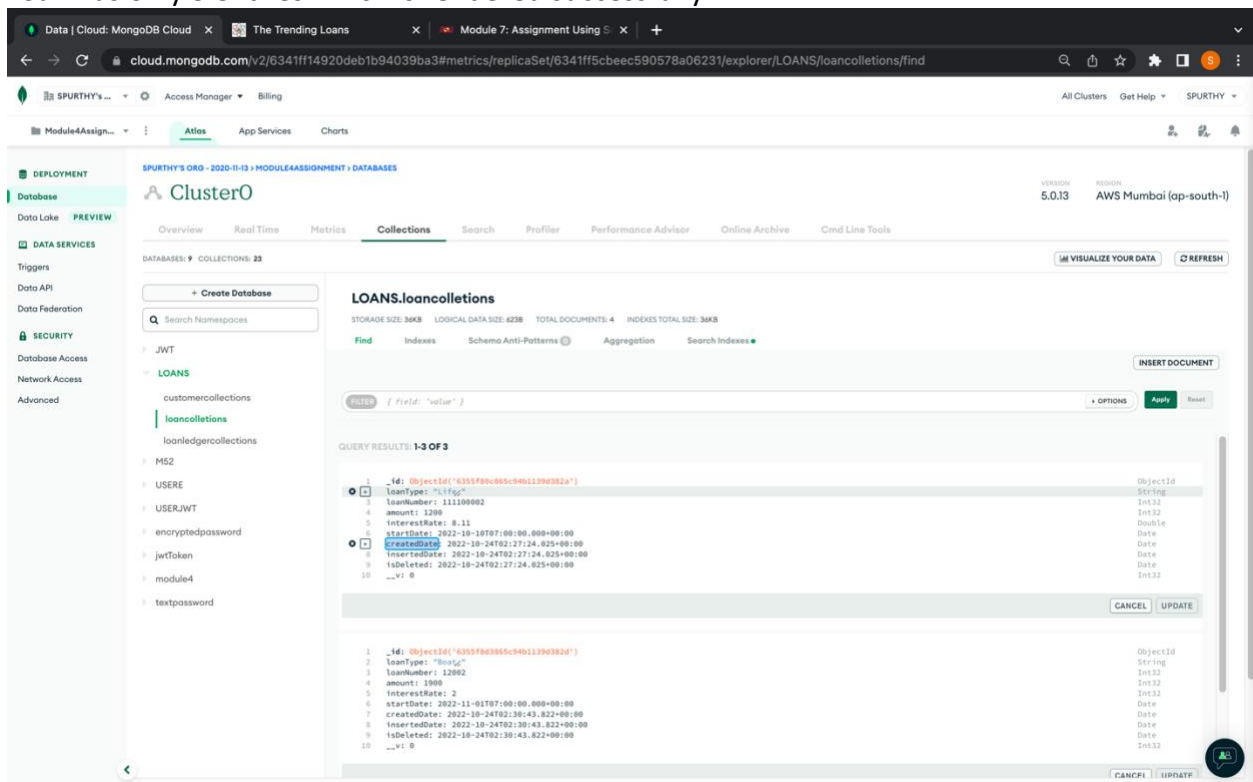 Data | Cloud: MongoDB Cloud
The Trending Loans
Module 7: Assignment Using S
cloud.mongodb.com/v2/6341ff14920deb1b94039ba3#metrics/replicaSet/6341ff5cbeec590578a06231/explorer/LOANS/loancolletions/find
S
SPURTHY's ... Access Manager Billing
All Clusters Get Help SPURTHY
Module4Assign... Atlas App Services Charts
DEPLOYMENT
Database
Data Lake PREVIEW
DATA SERVICES
Triggers
Data API
Data Federation
SECURITY
Database Access
Network Access
Advanced
SPURTHY'S ORG - 2020-11-13 > MODULE4ASSIGNMENT > DATABASES
Cluster0
VERSION
5.0.13
REGION
AWS Mumbai (ap-south-1)
Overview Real Time Metrics Collections Search Profiler Performance Advisor Online Archive Cmd Line Tools
DATABASES: 9 COLLECTIONS: 23
VISUALIZE YOUR DATA REFRESH
+ Create Database
Search Namespaces
JWT
LOANS
customercollections
loancolletions
loanledgercollections
M52
USERE
USERJWT
encryptedpassword
jwtToken
module4
textpassword
LOANS.loancolletions
STORAGE SIZE: 36KB LOGICAL DATA SIZE: 623B TOTAL DOCUMENTS: 4 INDEXES TOTAL SIZE: 36KB
Find Indexes Schema Anti-Patterns 0 Aggregation Search Indexes
INSERT DOCUMENT
FILTER { field: 'value' } OPTIONS Apply Reset
QUERY RESULTS: 1-3 OF 3
1 _id: ObjectId('6355f80c865c94b1139d382a') ObjectId
loanType: "Life" String
3 loanNumber: 111100002 Int32
4 amount: 1200 Int32
5 interestRate: 8.11 Double
6 startDate: 2022-10-10T07:00:00.000+00:00 Date
createdDate: 2022-10-24T02:27:24.025+00:00 Date
8 insertedDate: 2022-10-24T02:27:24.025+00:00 Date
9 isDeleted: 2022-10-24T02:27:24.025+00:00 Date
10 __v: 0 Int32
CANCEL UPDATE
1 _id: ObjectId('6355f8d3865c94b1139d382d') ObjectId
2 loanType: "Boat" String
3 loanNumber: 12002 Int32
4 amount: 1900 Int32
5 interestRate: 2 Int32
6 startDate: 2022-11-01T07:00:00.000+00:00 Date
7 createdDate: 2022-10-24T02:30:43.822+00:00 Date
8 insertedDate: 2022-10-24T02:30:43.822+00:00 Date
9 isDeleted: 2022-10-24T02:30:43.822+00:00 Date
10 __v: 0 Int32
CANCEL UPDATE